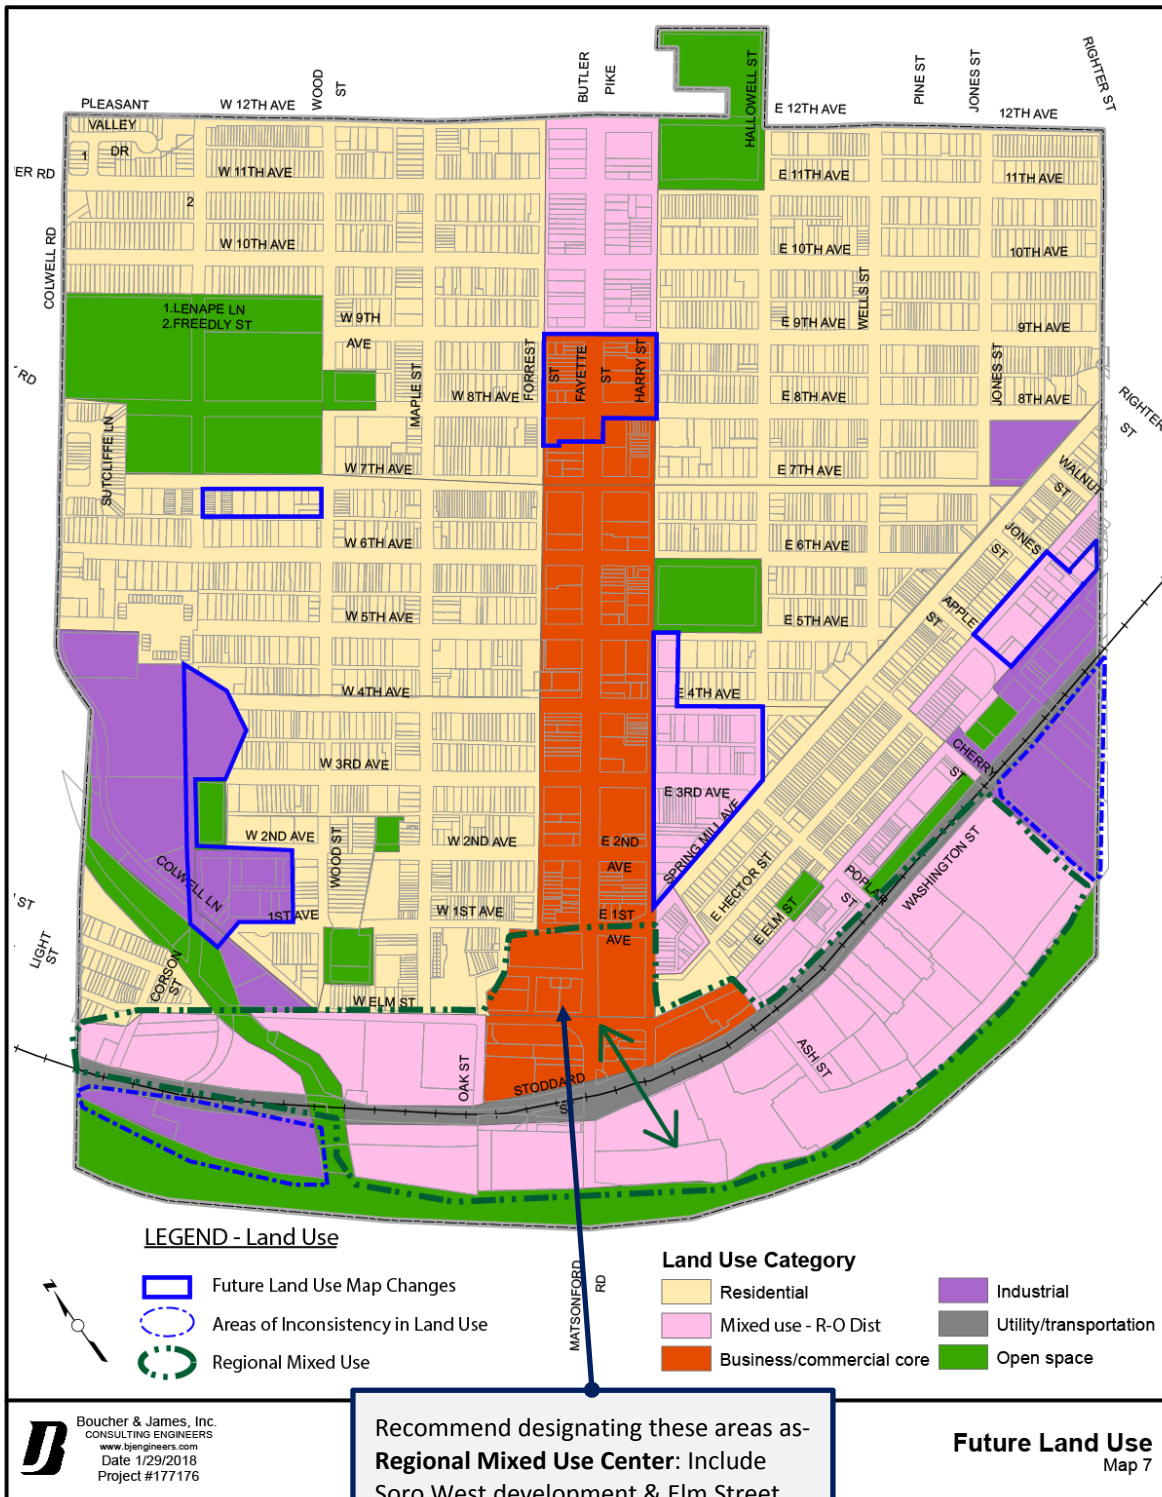 BUTLER
PIKE
HALLOWELL ST
PINE ST
JONES ST
RIGHTER ST
PLEASANT
VALLEY
DR
W 12TH AVE
WOOD
ST
E 12TH AVE
12TH AVE
1
ER RD
W 11TH AVE
E 11TH AVE
11TH AVE
2
COLWELL RD
W 10TH AVE
E 10TH AVE
10TH AVE
WELLS ST
1.LENAPE LN
2.FREEDLY ST
W 9TH
AVE
E 9TH AVE
9TH AVE
RD
MAPLE ST
FORREST
ST
FAYETTE
ST
HARRY ST
JONES ST
W 8TH AVE
E 8TH AVE
8TH AVE
RIGHTER
ST
SUTCLIFFE LN
W 7TH AVE
E 7TH AVE
WALNUT
ST
W 6TH AVE
E 6TH AVE
JONES
ST
W 5TH AVE
E 5TH AVE
APPLE
ST
W 4TH AVE
E 4TH AVE
W 3RD AVE
E 3RD AVE
CHERRY
ST
SPRING MILL AVE
W 2ND AVE
WOOD ST
W 2ND AVE
E 2ND
AVE
E HECTOR ST
WASHINGTON ST
COLWELL LN
POPLAR
ST
1ST AVE
W 1ST AVE
E 1ST
AVE
E ELM ST
ST
LIGHT
ST
CORSON
ST
W ELM ST
OAK ST
STODDARD
S
ASH ST
MATSONFORD
RD
LEGEND - Land Use
Future Land Use Map Changes
Areas of Inconsistency in Land Use
Regional Mixed Use
Land Use Category
Residential
Mixed use - R-O Dist
Business/commercial core
Industrial
Utility/transportation
Open space
Z
Boucher & James, Inc.
CONSULTING ENGINEERS
www.bjengineers.com
Date 1/29/2018
Project #177176
Recommend designating these areas as-
Regional Mixed Use Center: Include
Soro West development & Elm Street
Future Land Use
Map 7